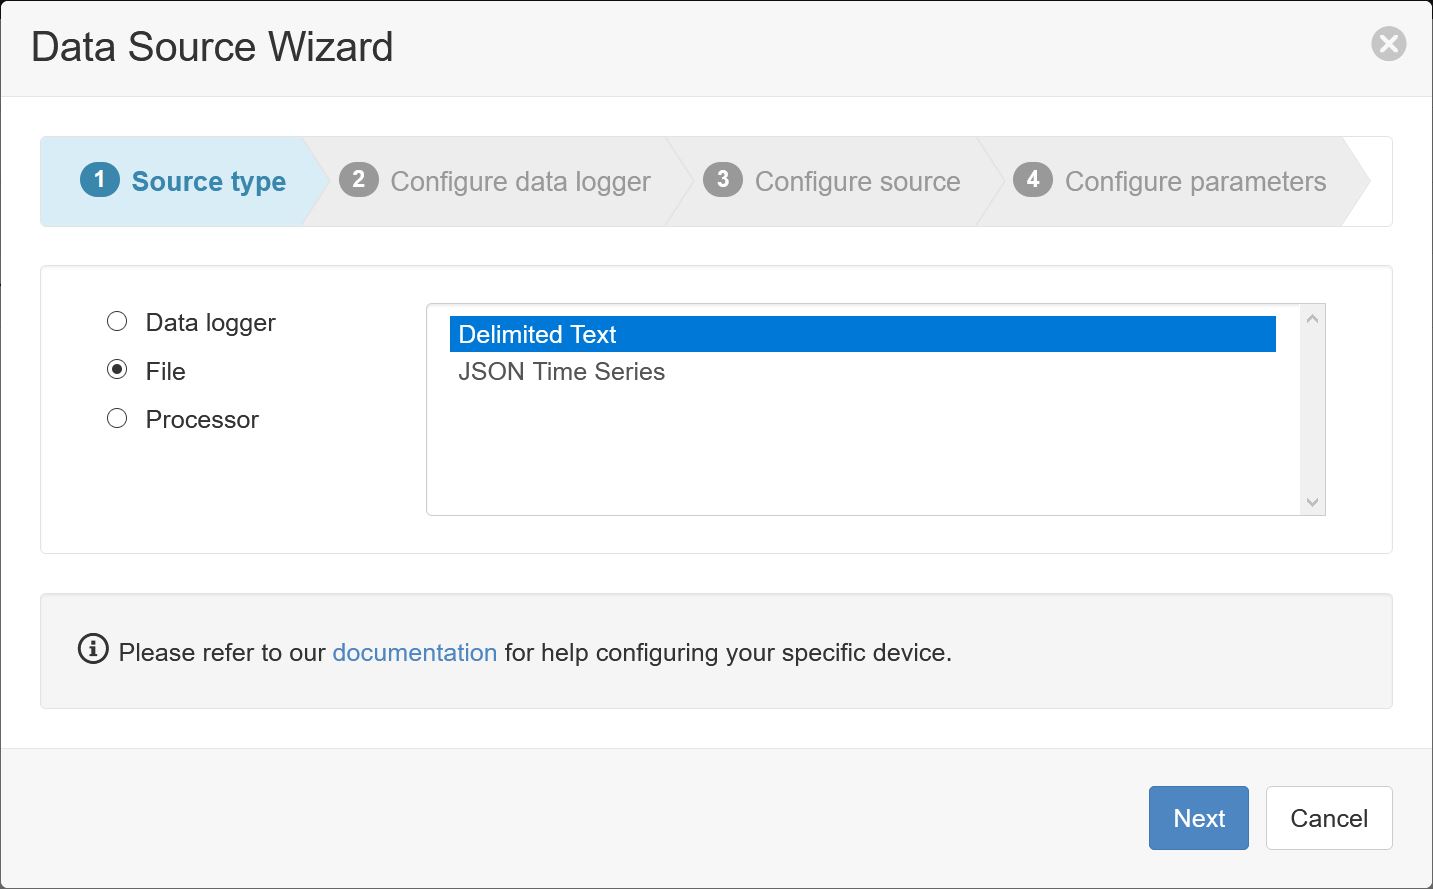 Data Source Wizard
1 Source type 2 Configure data logger 3 Configure source 4 Configure parameters
Data logger
File
Processor
Delimited Text
JSON Time Series
Please refer to our documentation for help configuring your specific device.
Next Cancel